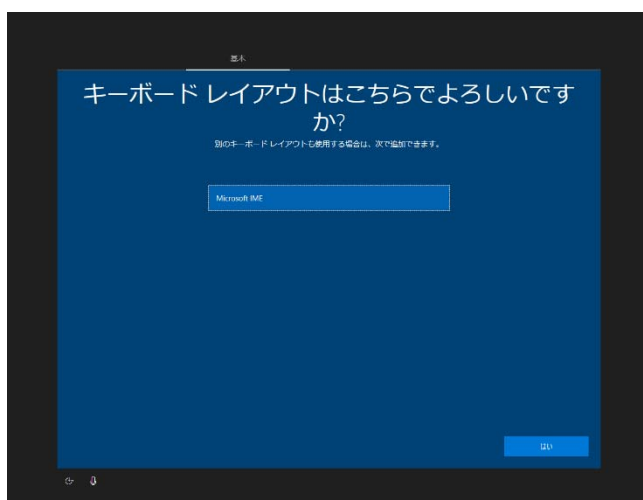 基本
キーボード レイアウトはこちらでよろしいです
か?
別のキーボード レイアウトも使用する場合は、次で追加できます。
Microsoft IME
はい